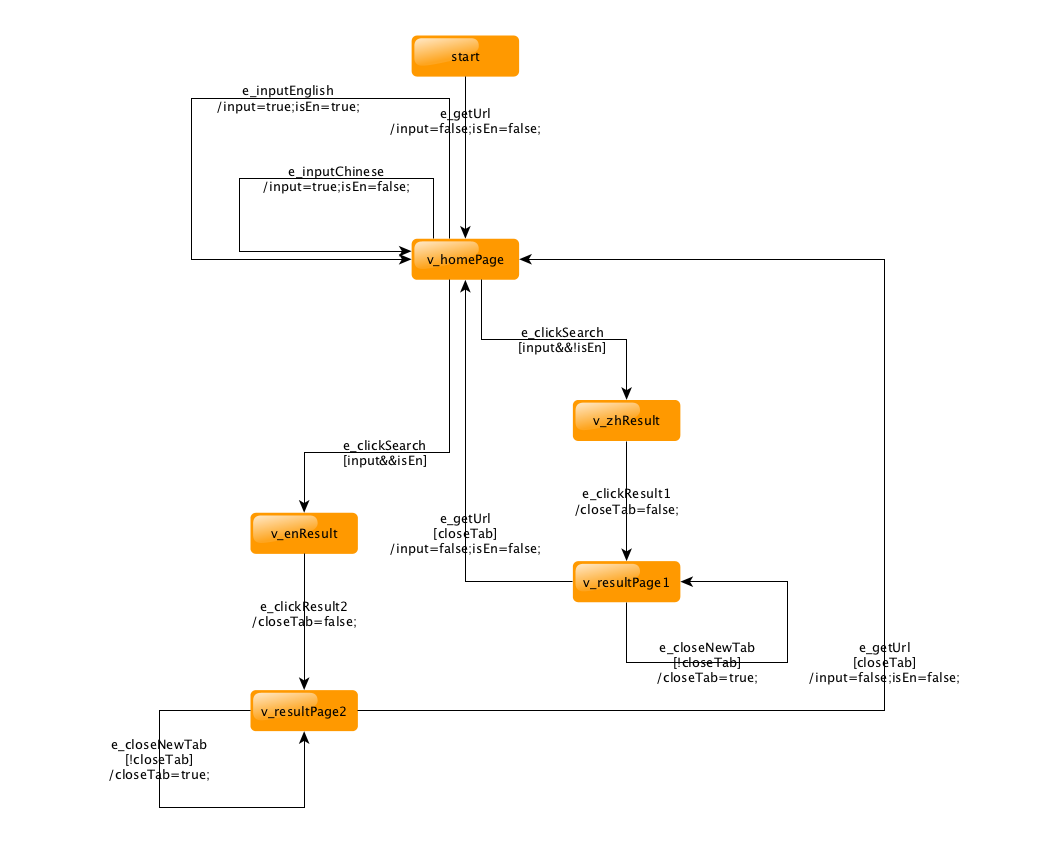 start
e_inputEnglish
/input=true;isEn=true;
e_getUrl
/input=false;isEn=false;
e_inputChinese
/input=true;isEn=false;
v_homePage
e_clickSearch
[input&&!isEn]
v_zhResult
e_clickSearch
[input&&isEn]
e_clickResult1
/closeTab=false;
e_getUrl
[closeTab]
/input=false;isEn=false;
v_enResult
v_resultPage1
e_clickResult2
/closeTab=false;
e_closeNewTab
[!closeTab]
/closeTab=true;
e_getUrl
[closeTab]
/input=false;isEn=false;
v_resultPage2
e_closeNewTab
[!closeTab]
/closeTab=true;